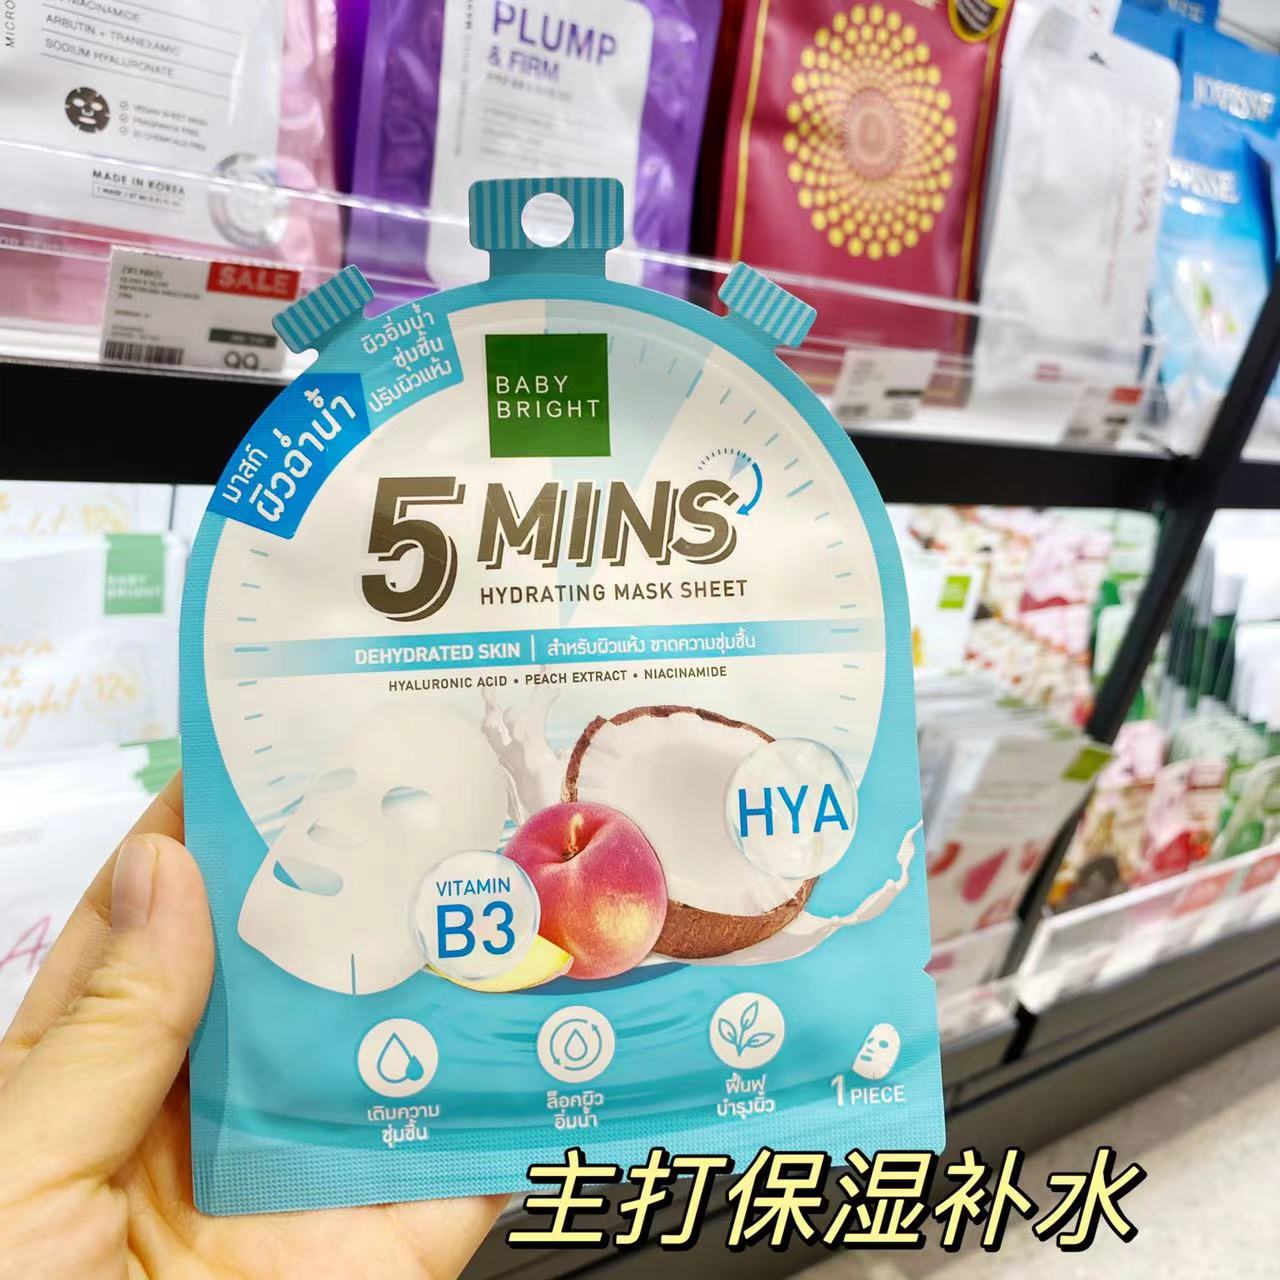 NIACINAMIDE
ARBUTIN + TRANEXAMIC
SODIUM HYALURONATE
MADE IN KOREA
PLUMP
& FIRM
SALE
99
BABY
BRIGHT
ผิวอิ่มน้ำ
ชุ่มชื้น
ปรับผิวแห้ง
มาสก์
ผิวฉ่ำน้ำ
BABY
BRIGHT
5 MINS
HYDRATING MASK SHEET
DEHYDRATED SKIN | สำหรับผิวแห้ง ขาดความชุ่มชื้น
HYALURONIC ACID • PEACH EXTRACT • NIACINAMIDE
HYA
VITAMIN
B3
เติมความ
ชุ่มชื้น
ล็อคผิว
อิ่มน้ำ
ฟื้นฟู
บำรุงผิว
1 PIECE
主打保湿补水